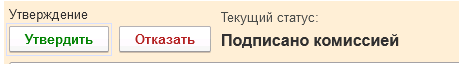 Утверждение
Текущий статус:
Утвердить
Отказать
Подписано комиссией